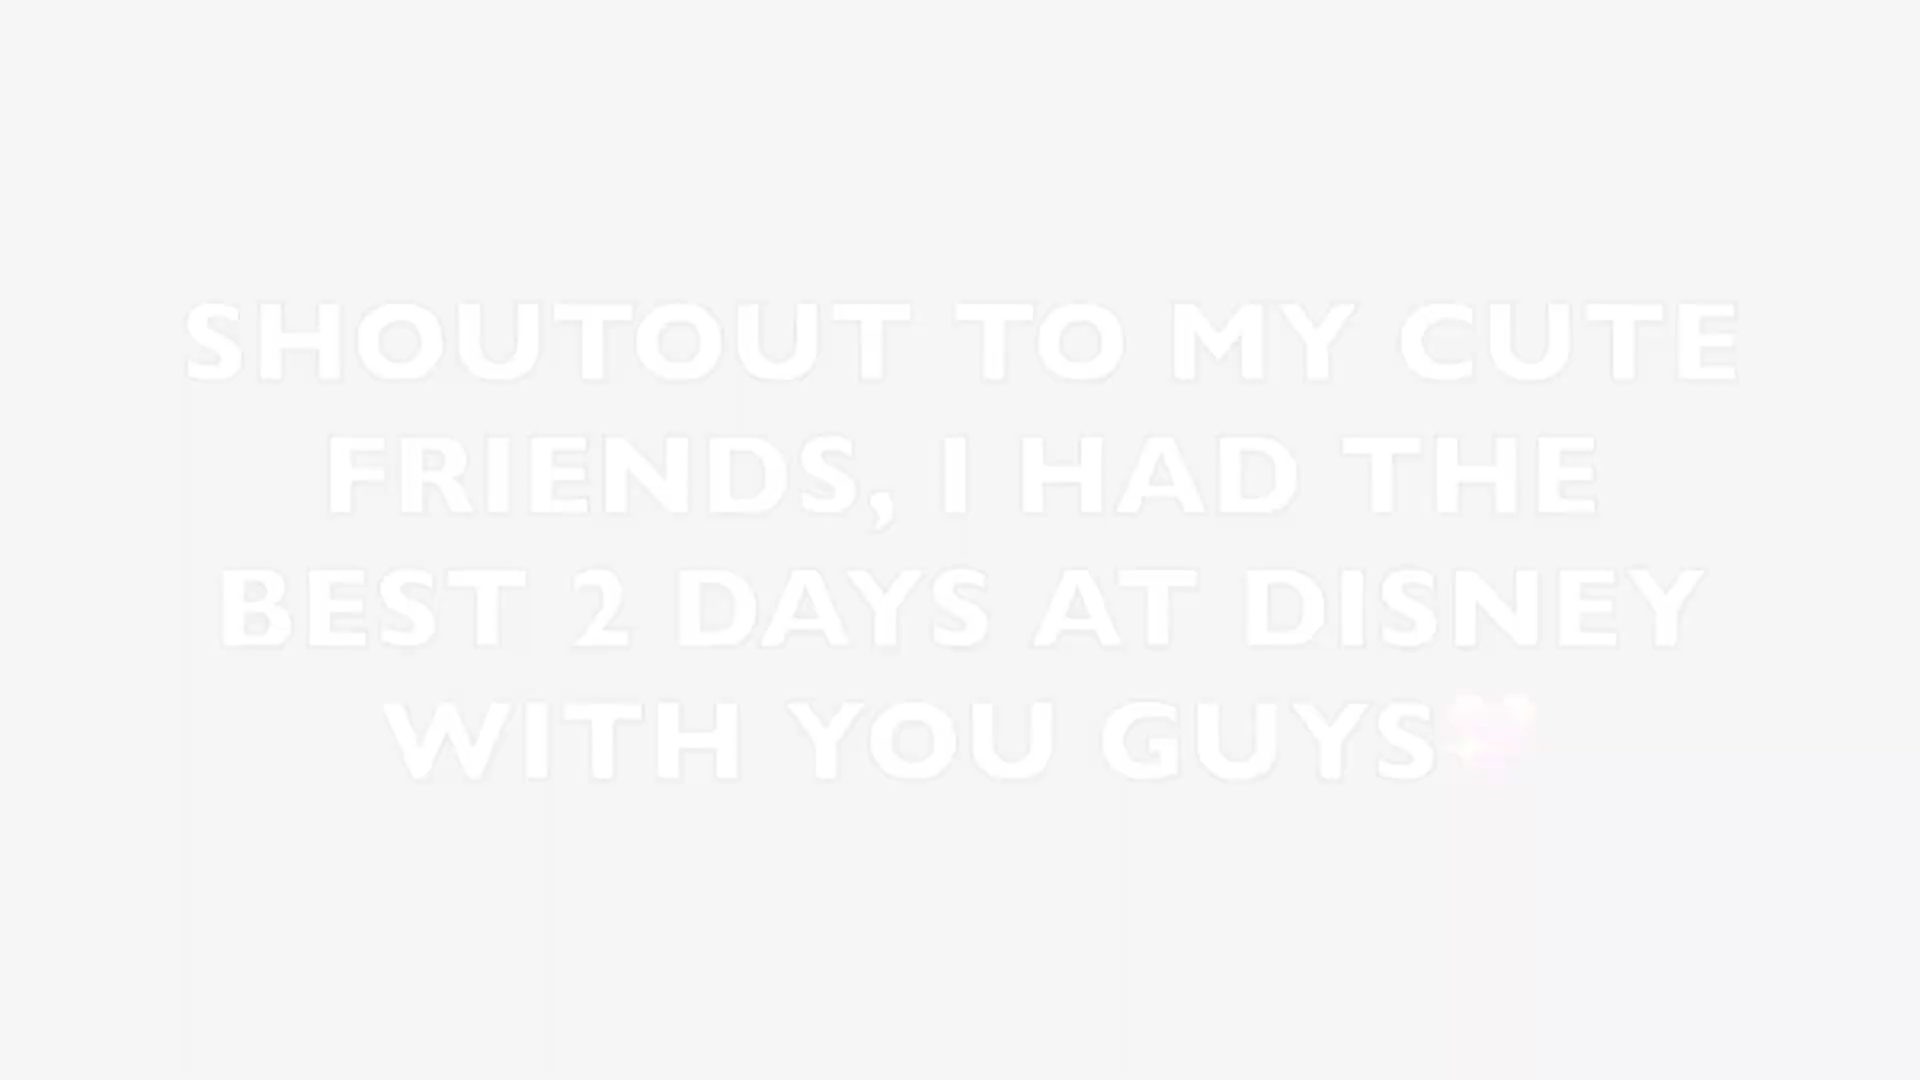 SHOUTOUT TO MY CUTE
FRIENDS, I HAD THE
BEST 2 DAYS AT DISNEY
WITH YOU GUYS💖